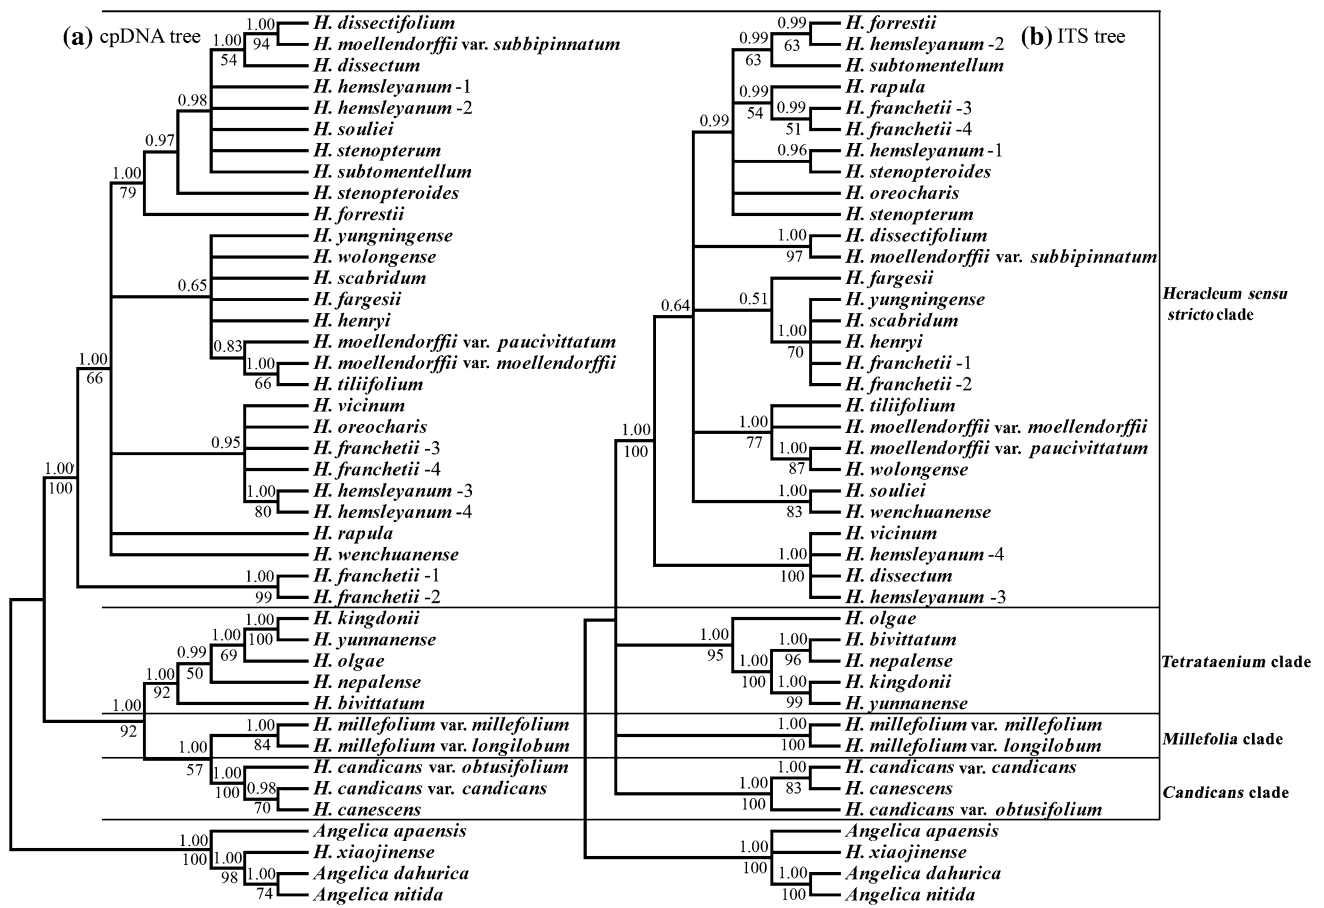 (a) cpDNA tree
1.00
94
1.00
54
0.98
0.97
1.00
79
H. dissectifolium
H. moellendorffii var. subbipinnatum
H. dissectum
H. hemsleyanum -1
H. hemsleyanum -2
H. souliei
H. stenopterum
H. subtomentellum
H. stenopteroides
H. forrestii
0.65
0.83
1.00
66
H. yungningense
H. wolongense
H. scabridum
H. fargesii
H. henryi
H. moellendorffii var. paucivittatum
H. moellendorffii var. moellendorffii
H. tiliifolium
1.00
66
0.95
1.00
80
H. vicinum
H. oreocharis
H. franchetii -3
H. franchetii -4
H. hemsleyanum -3
H. hemsleyanum -4
H. rapula
H. wenchuanense
1.00
100
1.00
99
H. franchetii -1
H. franchetii -2
1.00
100
1.00
69
0.99
50
1.00
92
1.00
92
H. kingdonii
H. yunnanense
H. olgae
H. nepalense
H. bivittatum
1.00
84
1.00
57
H. millefolium var. millefolium
H. millefolium var. longilobum
1.00
100
0.98
70
H. candicans var. obtusifolium
H. candicans var. candicans
H. canescens
1.00
100
1.00
98
1.00
74
Angelica apaensis
H. xiaojinense
Angelica dahurica
Angelica nitida
(b) ITS tree
0.99
63
0.99
63
0.99
54
0.99
51
0.99
0.96
H. forrestii
H. hemsleyanum -2
H. subtomentellum
H. rapula
H. franchetii -3
H. franchetii -4
H. hemsleyanum -1
H. stenopteroides
H. oreocharis
H. stenopterum
1.00
97
H. dissectifolium
H. moellendorffii var. subbipinnatum
0.64
0.51
1.00
70
H. fargesii
H. yungningense
H. scabridum
H. henryi
H. franchetii -1
H. franchetii -2
1.00
77
1.00
87
H. tiliifolium
H. moellendorffii var. moellendorffii
H. moellendorffii var. paucivittatum
H. wolongense
1.00
100
1.00
83
H. souliei
H. wenchuanense
1.00
100
H. vicinum
H. hemsleyanum -4
H. dissectum
H. hemsleyanum -3
1.00
95
1.00
96
1.00
100
1.00
99
H. olgae
H. bivittatum
H. nepalense
H. kingdonii
H. yunnanense
1.00
100
H. millefolium var. millefolium
H. millefolium var. longilobum
1.00
83
1.00
100
H. candicans var. candicans
H. canescens
H. candicans var. obtusifolium
1.00
100
1.00
100
Angelica apaensis
H. xiaojinense
Angelica dahurica
Angelica nitida
Heracleum sensu
stricto clade
Tetrataenium clade
Millefolia clade
Candicans clade